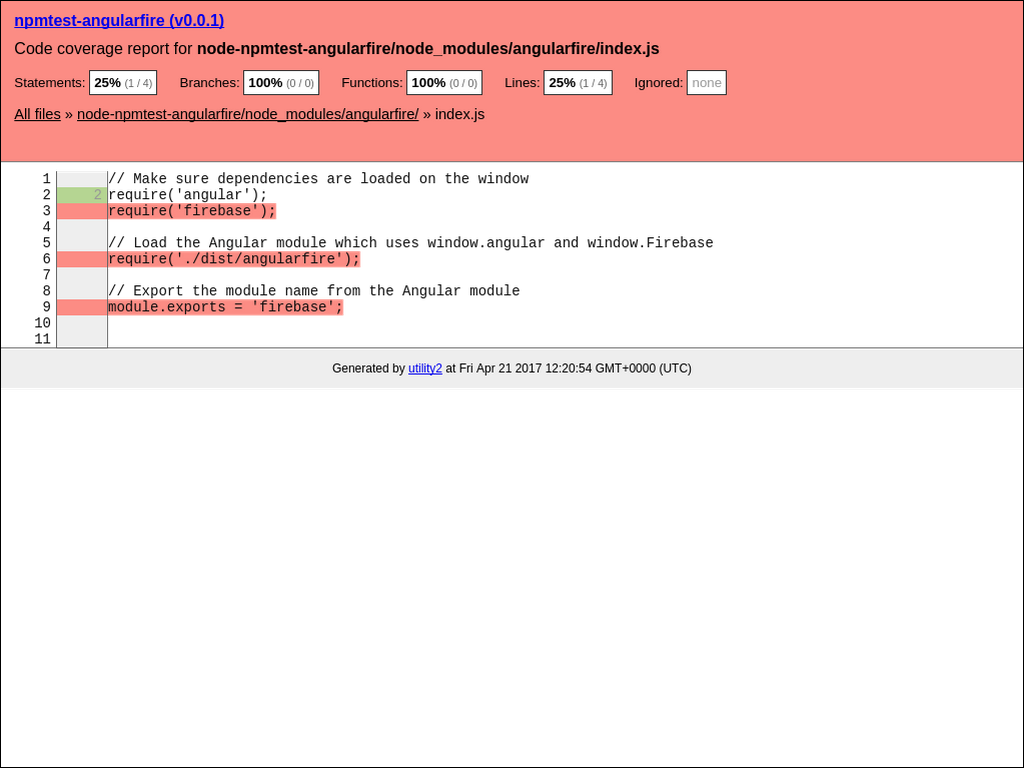 npmtest-angularfire (v0.0.1)
Code coverage report for node-npmtest-angularfire/node_modules/angularfire/index.js
Statements: 25% (1 / 4) Branches: 100% (0 / 0) Functions: 100% (0 / 0) Lines: 25% (1 / 4) Ignored: none
All files » node-npmtest-angularfire/node_modules/angularfire/ » index.js
1 // Make sure dependencies are loaded on the window
2 2 require('angular');
3 require('firebase');
4
5 // Load the Angular module which uses window.angular and window.Firebase
6 require('./dist/angularfire');
7
8 // Export the module name from the Angular module
9 module.exports = 'firebase';
10
11
Generated by utility2 at Fri Apr 21 2017 12:20:54 GMT+0000 (UTC)